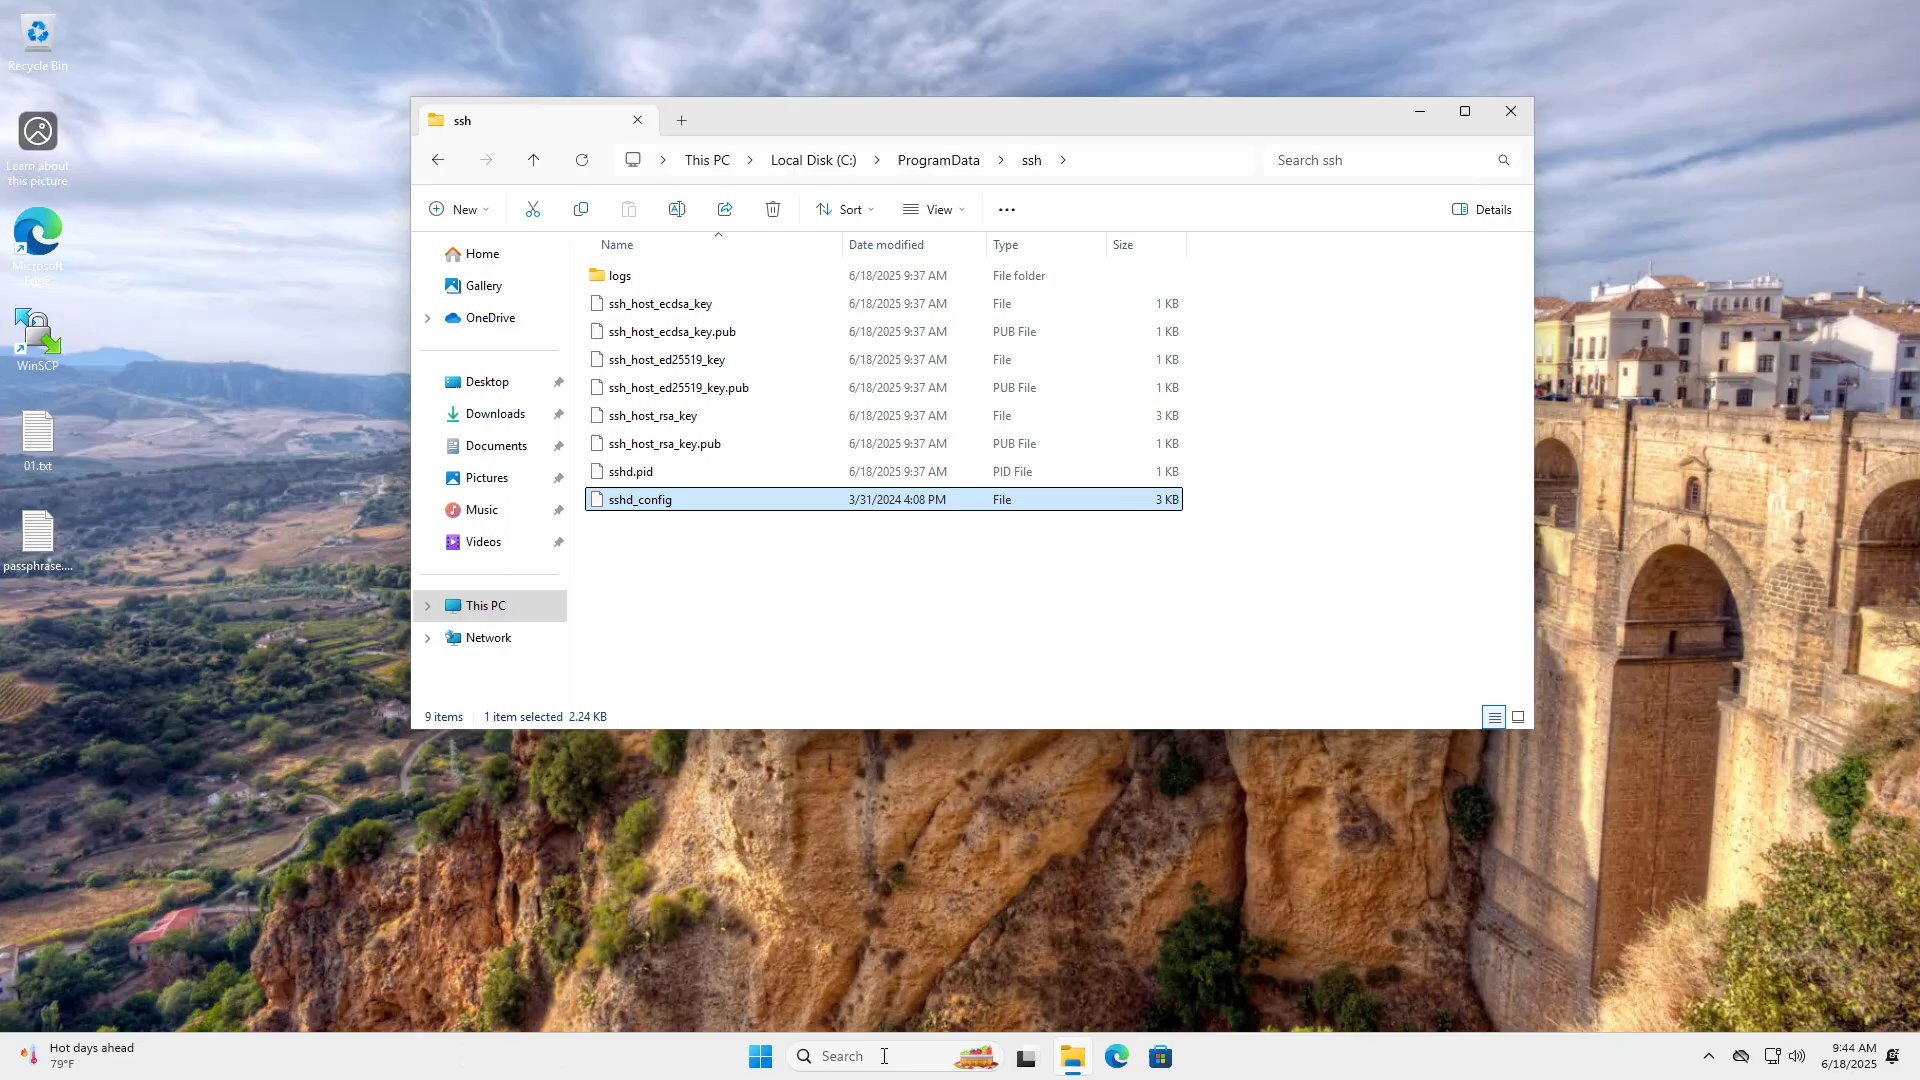 Recycle Bin
Learn about
this picture
Microsoft
Edge
WinSCP
01.txt
passphrase....
ssh
This PC
Local Disk (C:)
ProgramData
ssh
Search ssh
New
Sort
View
Details
Home
Gallery
OneDrive
Desktop
Downloads
Documents
Pictures
Music
Videos
This PC
Network
Name Date modified Type Size
logs 6/18/2025 9:37 AM File folder
ssh_host_ecdsa_key 6/18/2025 9:37 AM File 1 KB
ssh_host_ecdsa_key.pub 6/18/2025 9:37 AM PUB File 1 KB
ssh_host_ed25519_key 6/18/2025 9:37 AM File 1 KB
ssh_host_ed25519_key.pub 6/18/2025 9:37 AM PUB File 1 KB
ssh_host_rsa_key 6/18/2025 9:37 AM File 3 KB
ssh_host_rsa_key.pub 6/18/2025 9:37 AM PUB File 1 KB
sshd.pid 6/18/2025 9:37 AM PID File 1 KB
sshd_config 3/31/2024 4:08 PM File 3 KB
9 items 1 item selected 2.24 KB
Hot days ahead
79°F
Search
9:44 AM
6/18/2025